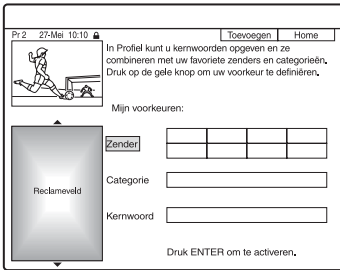 Pr 2 27-Mei 10:10 Toevoegen Home
In Profiel kunt u kernwoorden opgeven en ze
combineren met uw favoriete zenders en categorieën.
Druk op de gele knop om uw voorkeur te definiëren.
Mijn voorkeuren:
Zender
Reclameveld
Categorie
Kernwoord
Druk ENTER om te activeren.